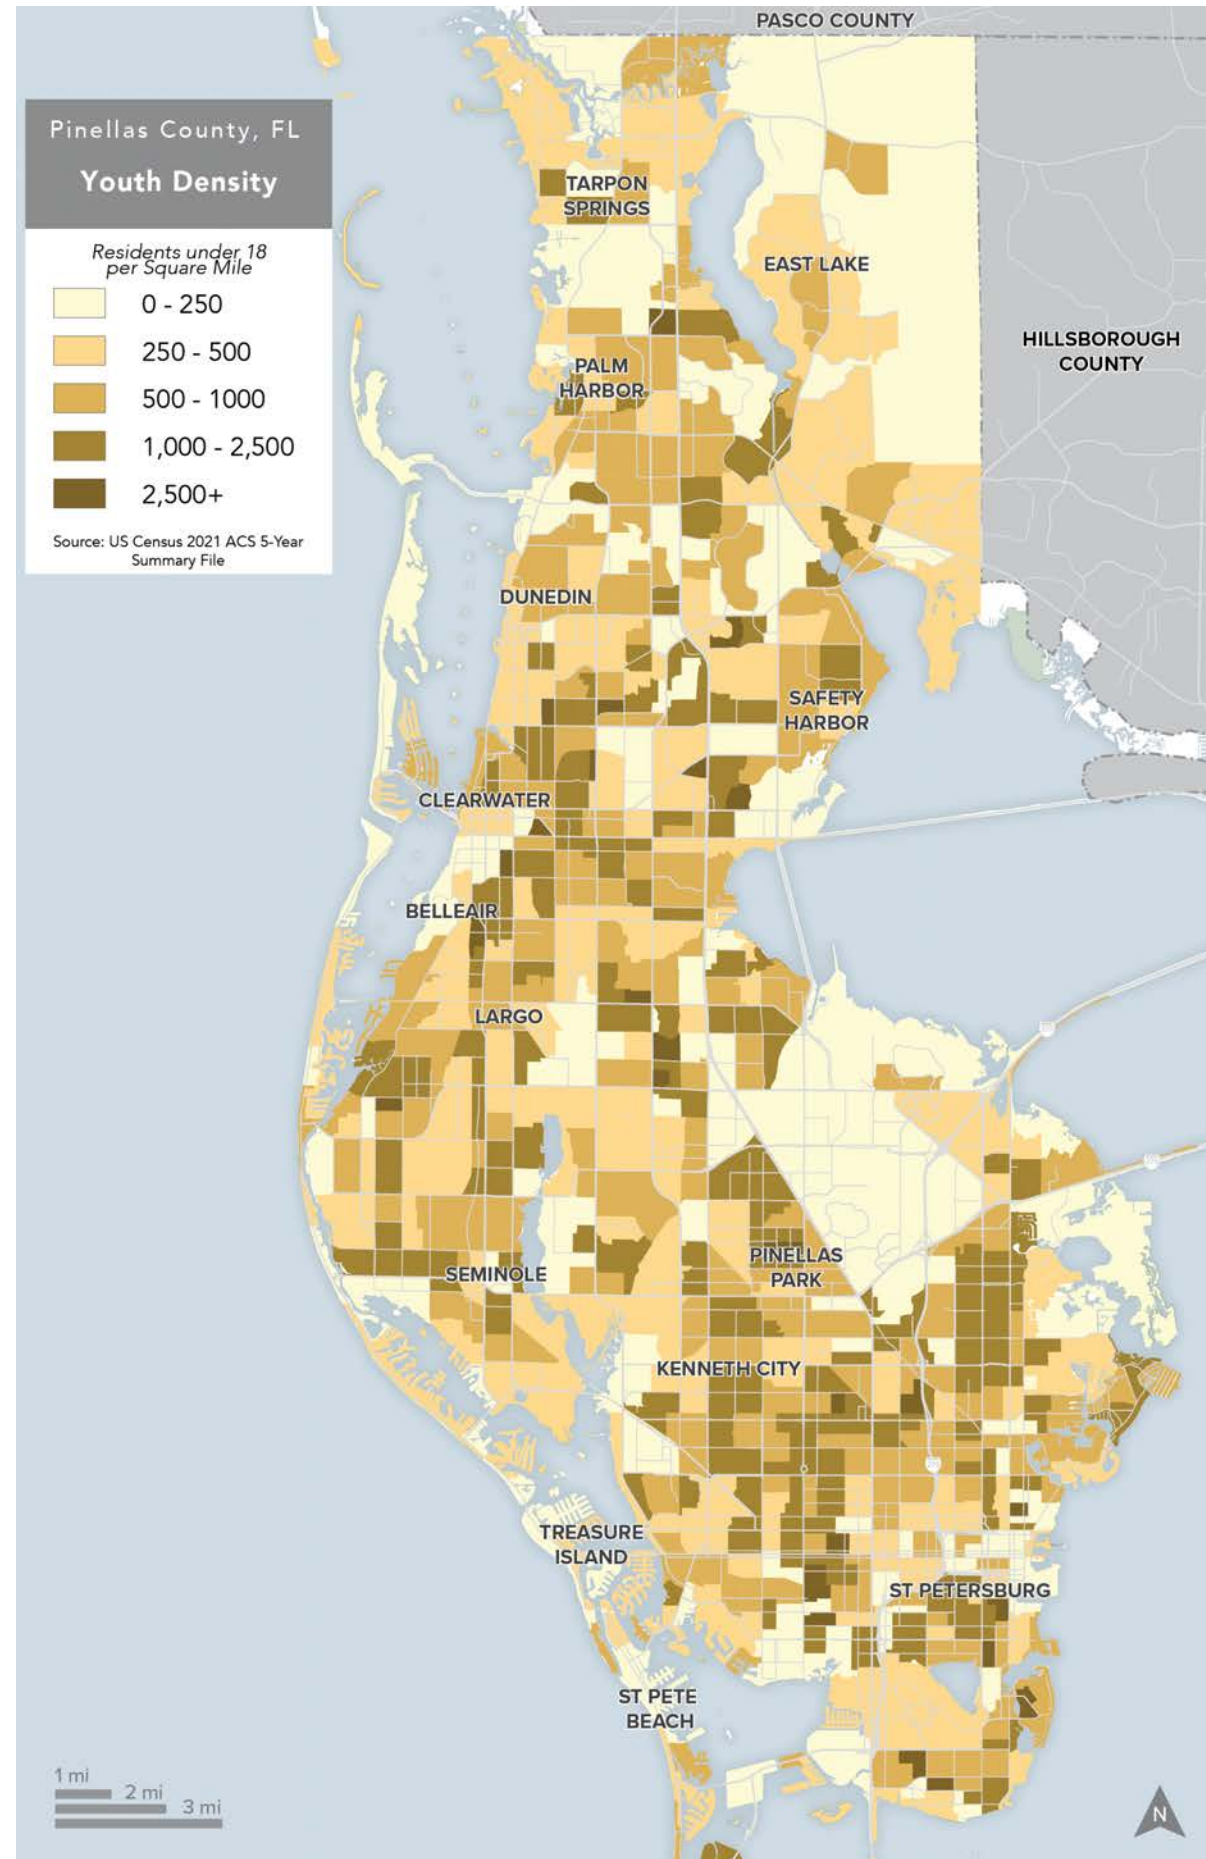 PASCO COUNTY
Pinellas County, FL
Youth Density
Residents under 18
per Square Mile
0 - 250
250 - 500
500 - 1000
1,000 - 2,500
2,500+
Source: US Census 2021 ACS 5-Year
Summary File
TARPON
SPRINGS
EAST LAKE
HILLSBOROUGH
COUNTY
PALM
HARBOR
DUNEDIN
SAFETY
HARBOR
CLEARWATER
BELLEAIR
LARGO
SEMINOLE
PINELLAS
PARK
KENNETH CITY
TREASURE
ISLAND
ST PETERSBURG
ST PETE
BEACH
1 mi
2 mi
3 mi
N